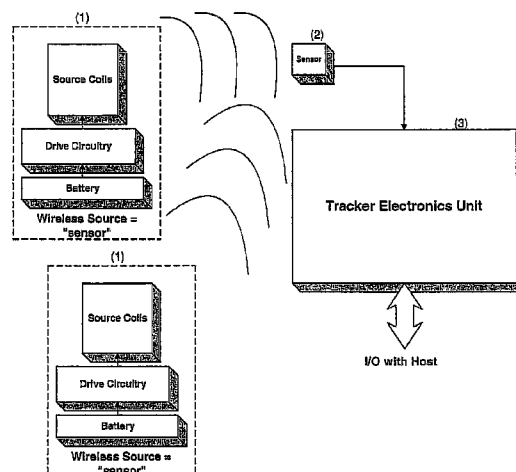 (1)
Source Coils
Drive Circuitry
Battery
Wireless Source =
"sensor"
(2)
Sensor
(3)
Tracker Electronics Unit
I/O with Host
(1)
Source Coils
Drive Circuitry
Battery
Wireless Source =
"sensor"